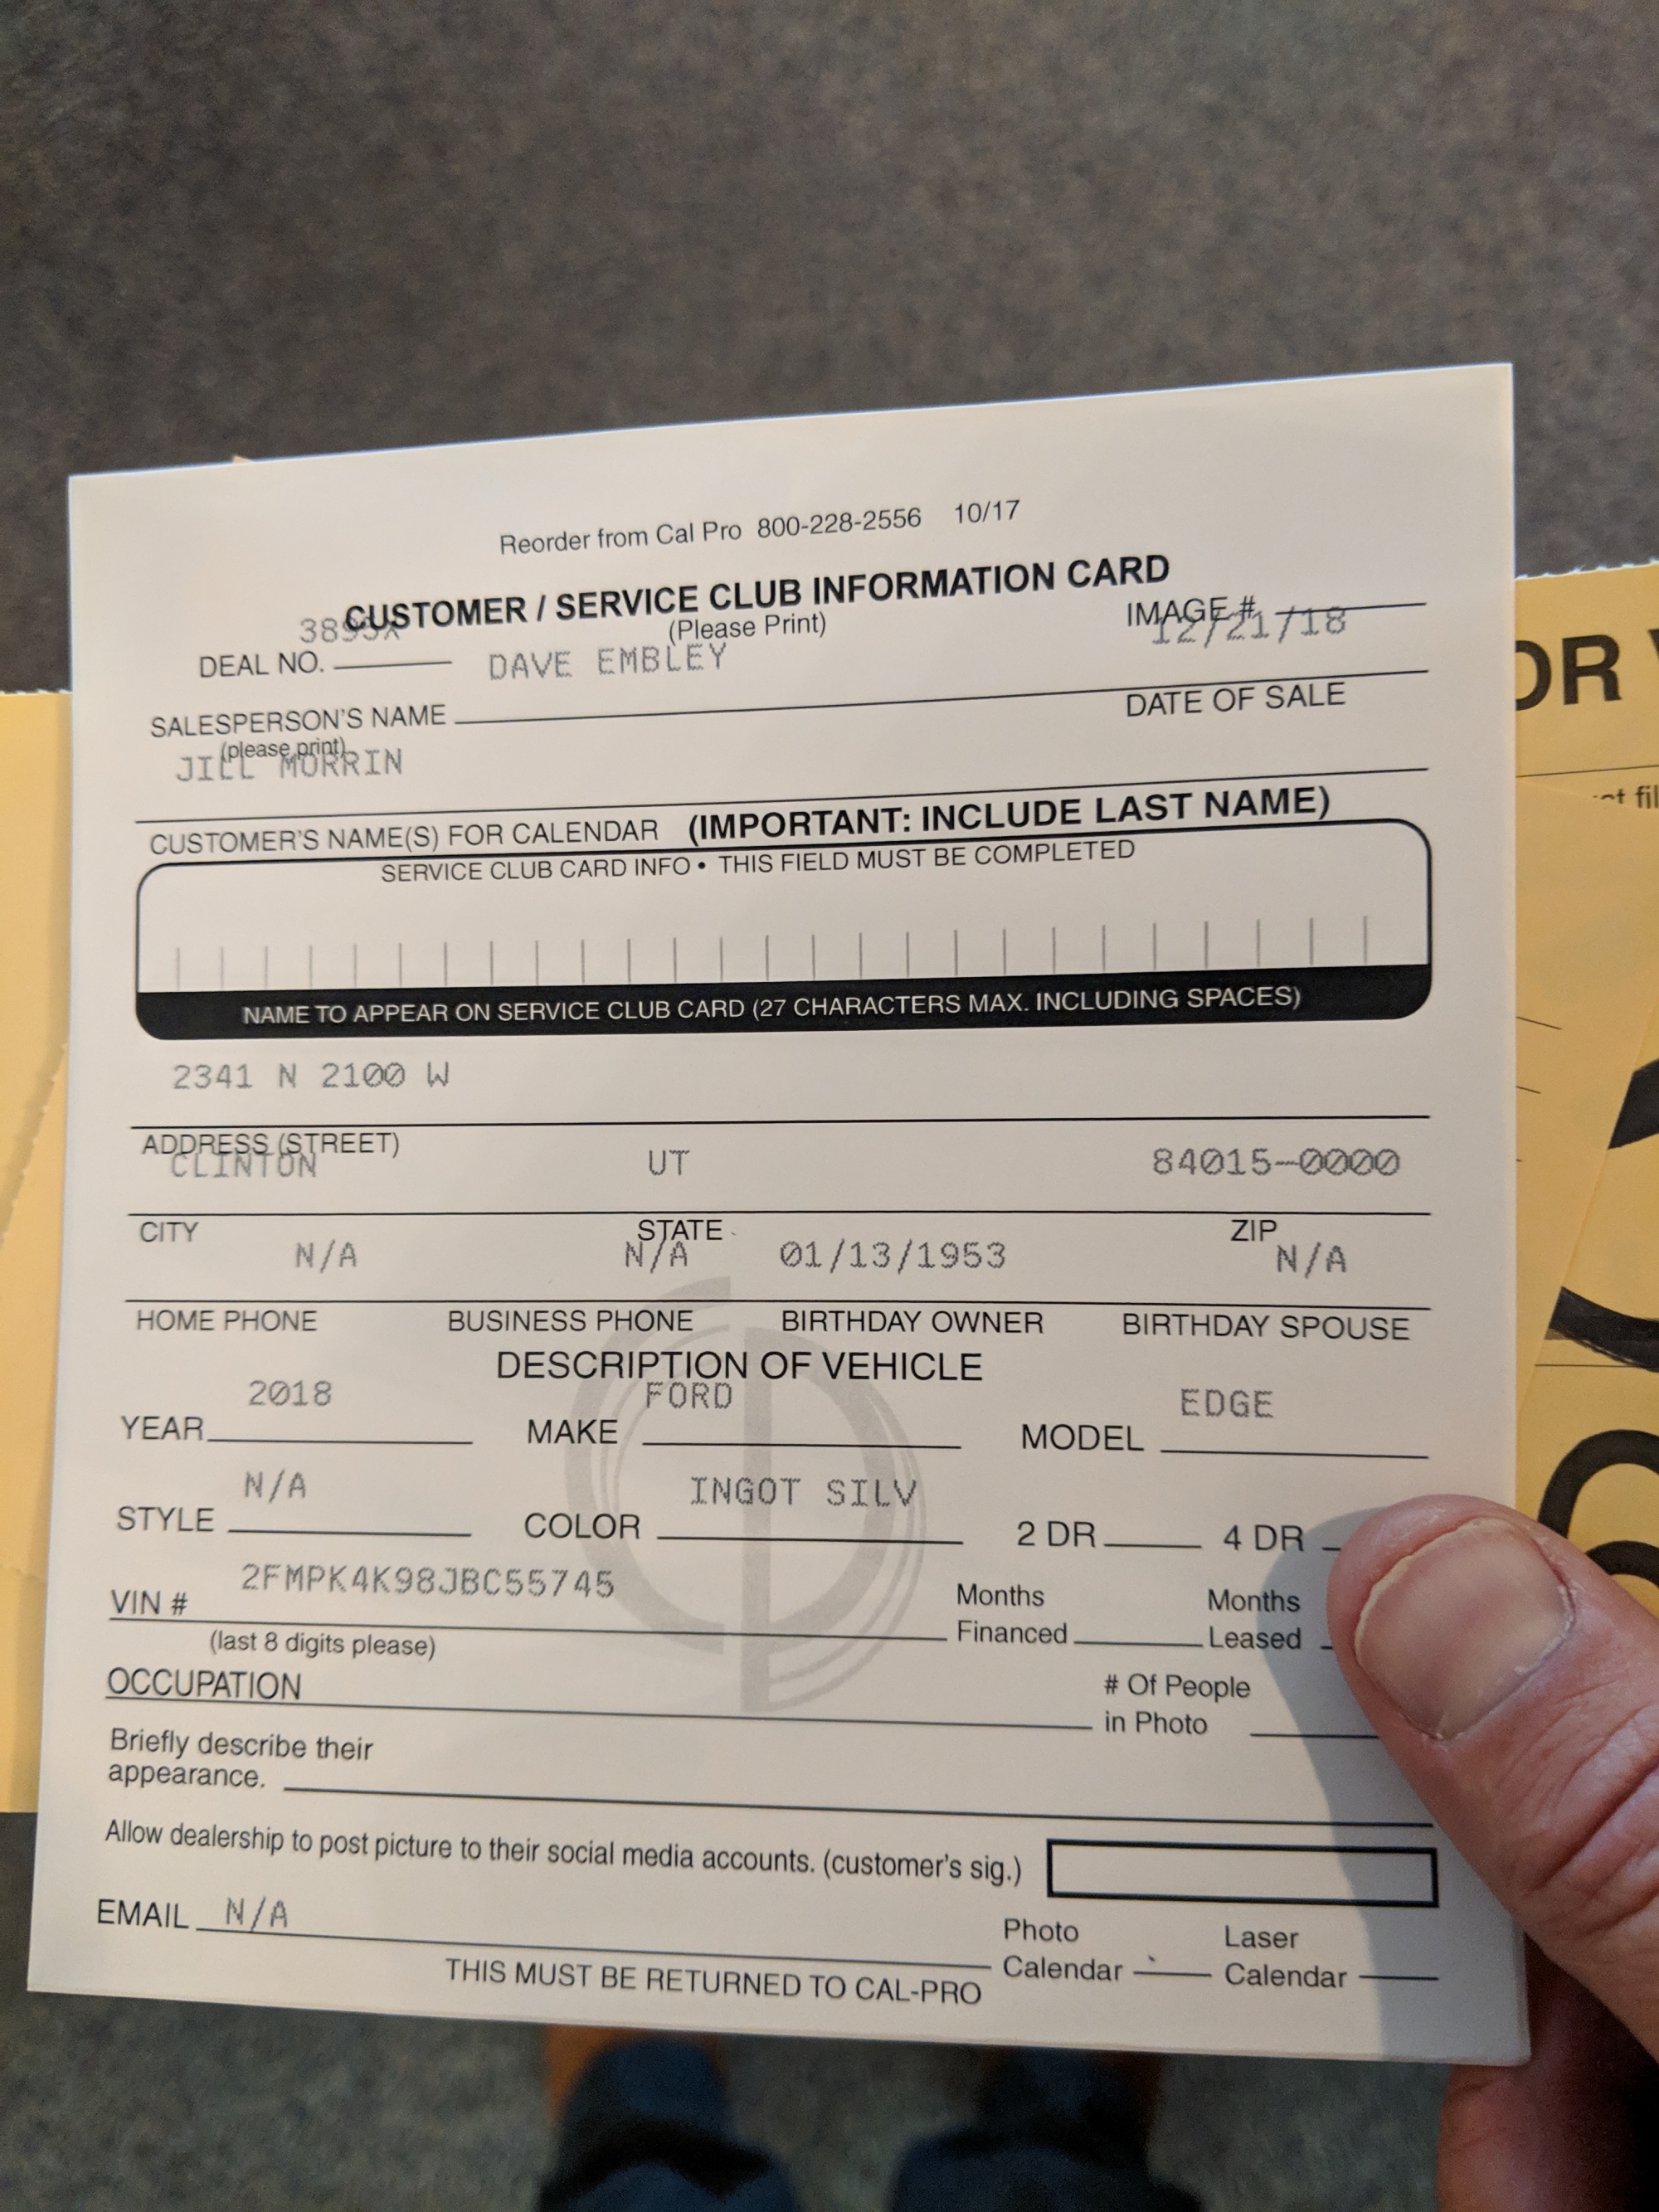 Reorder from Cal Pro 800-228-2556 10/17
CUSTOMER / SERVICE CLUB INFORMATION CARD
(Please Print)
IMAGE #
12/21/18
DEAL NO.
DAVE EMBLEY
SALESPERSON'S NAME
DATE OF SALE
(please print)
JILL MORRIN
CUSTOMER'S NAME(S) FOR CALENDAR (IMPORTANT: INCLUDE LAST NAME)
SERVICE CLUB CARD INFO • THIS FIELD MUST BE COMPLETED
NAME TO APPEAR ON SERVICE CLUB CARD (27 CHARACTERS MAX. INCLUDING SPACES)
2341 N 2100 W
ADDRESS (STREET)
CLINTON UT 84015-0000
CITY STATE ZIP
N/A N/A 01/13/1953 N/A
HOME PHONE BUSINESS PHONE BIRTHDAY OWNER BIRTHDAY SPOUSE
DESCRIPTION OF VEHICLE
2018 FORD EDGE
YEAR MAKE MODEL
N/A INGOT SILV
STYLE COLOR 2 DR 4 DR
2FMPK4K98JBC55745
VIN # Months Financed Months Leased
(last 8 digits please)
OCCUPATION # Of People in Photo
Briefly describe their
appearance.
Allow dealership to post picture to their social media accounts. (customer's sig.)
EMAIL N/A
Photo Calendar Laser Calendar
THIS MUST BE RETURNED TO CAL-PRO
OR